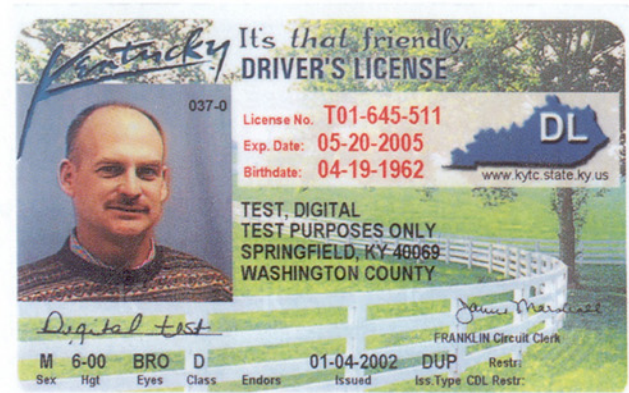 Kentucky It's that friendly.
DRIVER'S LICENSE
037-0
License No. T01-645-511
Exp. Date: 05-20-2005
Birthdate: 04-19-1962
DL
www.kytc.state.ky.us
TEST, DIGITAL
TEST PURPOSES ONLY
SPRINGFIELD, KY 40069
WASHINGTON COUNTY
Digital test
Janie Marshall
FRANKLIN Circuit Clerk
M 6-00 BRO D 01-04-2002 DUP Restr:
Sex Hgt Eyes Class Endors Issued Iss.Type CDL Restr: